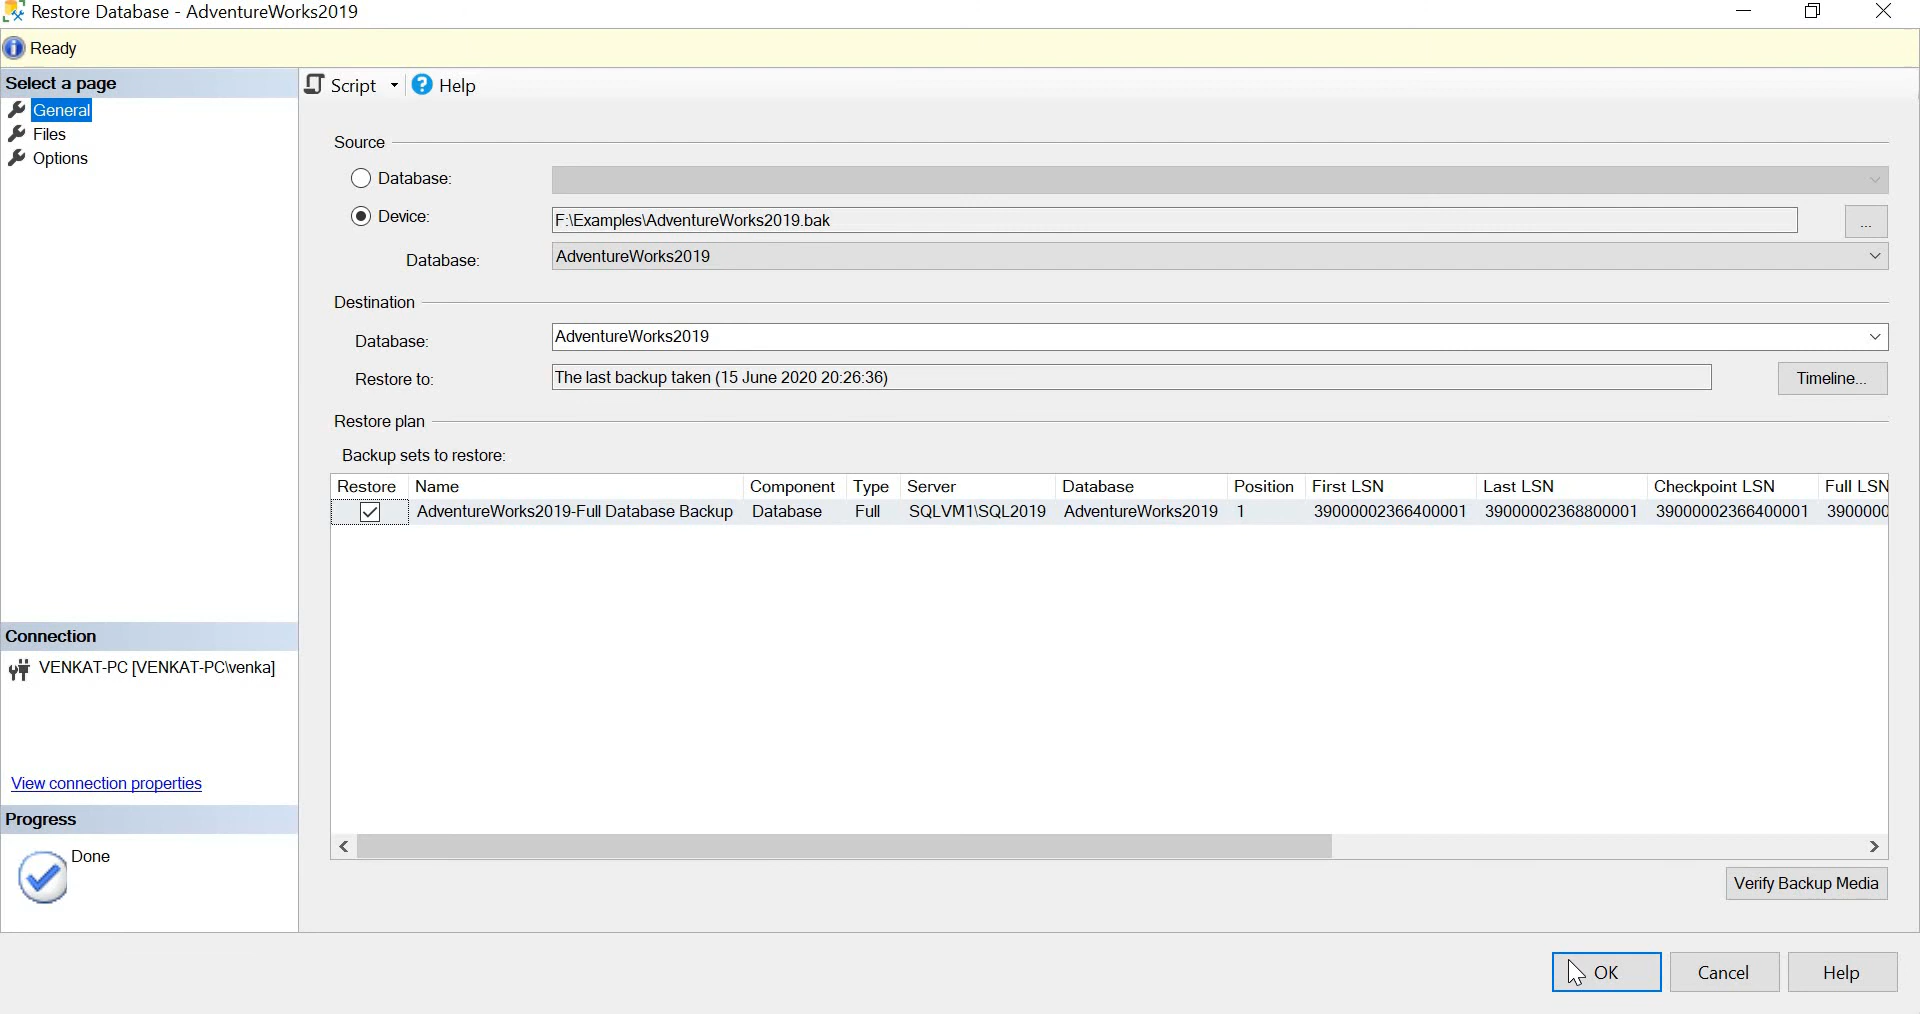 Restore Database - AdventureWorks2019
Ready
Select a page
General
Files
Options
Script
Help
Source
Database:
Device:
F:\Examples\AdventureWorks2019.bak
...
Database:
AdventureWorks2019
Destination
Database:
AdventureWorks2019
Restore to:
The last backup taken (15 June 2020 20:26:36)
Timeline...
Restore plan
Backup sets to restore:
Restore Name Component Type Server Database Position First LSN Last LSN Checkpoint LSN Full LSN
AdventureWorks2019-Full Database Backup Database Full SQLVM1\SQL2019 AdventureWorks2019 1 39000002366400001 39000002368800001 39000002366400001 3900000
Connection
VENKAT-PC [VENKAT-PC\venka]
View connection properties
Progress
Done
Verify Backup Media
OK
Cancel
Help